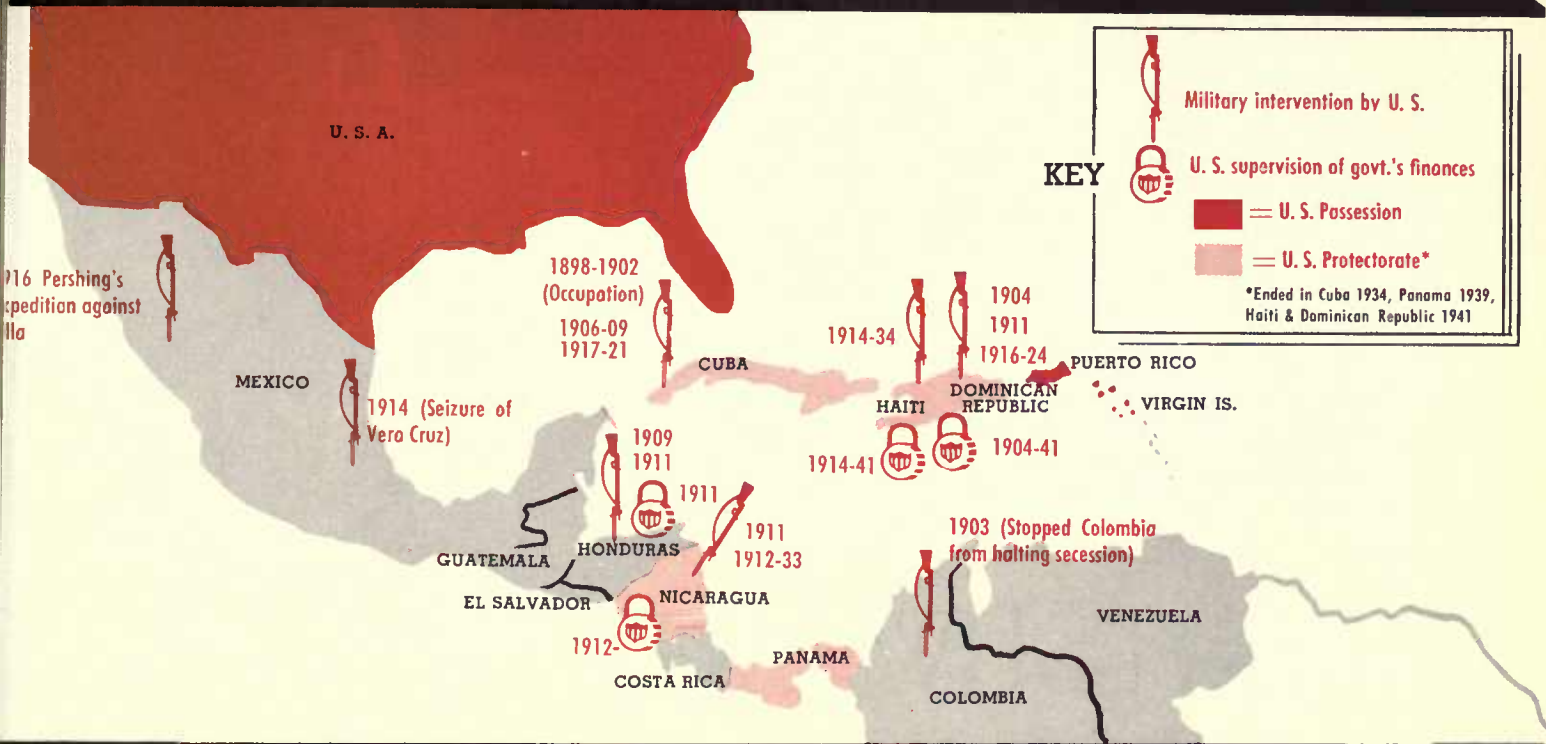 U. S. A.
KEY
Military intervention by U. S.
U. S. supervision of govt.'s finances
= U. S. Possession
= U. S. Protectorate*
*Ended in Cuba 1934, Panama 1939,
Haiti & Dominican Republic 1941
916 Pershing's
xpedition against
lla
MEXICO
1914 (Seizure of
Vera Cruz)
1898-1902
(Occupation)
1906-09
1917-21
CUBA
1914-34
1904
1911
1916-24
HAITI
DOMINICAN
REPUBLIC
PUERTO RICO
VIRGIN IS.
1914-41
1904-41
1909
1911
1911
1911
1912-33
GUATEMALA
HONDURAS
EL SALVADOR
NICARAGUA
1912-
COSTA RICA
PANAMA
1903 (Stopped Colombia
from halting secession)
VENEZUELA
COLOMBIA